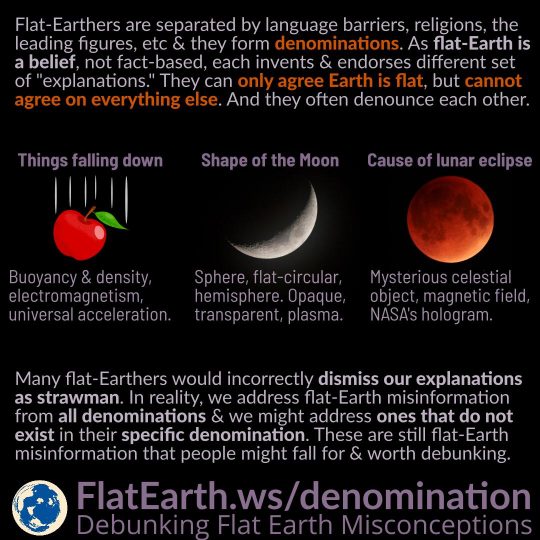 Flat-Earthers are separated by language barriers, religions, the
leading figures, etc & they form denominations. As flat-Earth is
a belief, not fact-based, each invents & endorses different set
of "explanations." They can only agree Earth is flat, but cannot
agree on everything else. And they often denounce each other.
Things falling down
Buoyancy & density,
electromagnetism,
universal acceleration.
Shape of the Moon
Sphere, flat-circular,
hemisphere. Opaque,
transparent, plasma.
Cause of lunar eclipse
Mysterious celestial
object, magnetic field,
NASA's hologram.
Many flat-Earthers would incorrectly dismiss our explanations
as strawman. In reality, we address flat-Earth misinformation
from all denominations & we might address ones that do not
exist in their specific denomination. These are still flat-Earth
misinformation that people might fall for & worth debunking.
FlatEarth.ws/denomination
Debunking Flat Earth Misconceptions